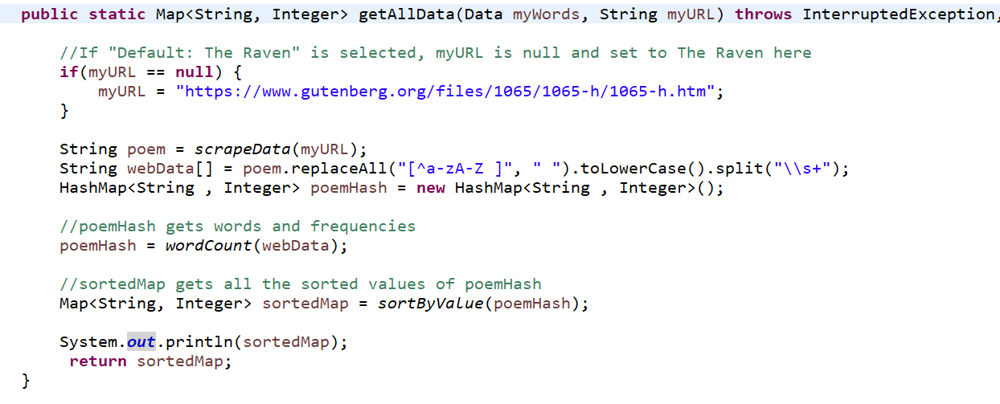 public static Map<String, Integer> getAllData(Data myWords, String myURL) throws InterruptedException,
//If "Default: The Raven" is selected, myURL is null and set to The Raven here
if(myURL == null) {
myURL = "https://www.gutenberg.org/files/1065/1065-h/1065-h.htm";
}
String poem = scrapeData(myURL);
String webData[] = poem.replaceAll("[^a-zA-Z ]", " ").toLowerCase().split("\\s+");
HashMap<String , Integer> poemHash = new HashMap<String , Integer>();
//poemHash gets words and frequencies
poemHash = wordCount(webData);
//sortedMap gets all the sorted values of poemHash
Map<String, Integer> sortedMap = sortByValue(poemHash);
System.out.println(sortedMap);
return sortedMap;
}